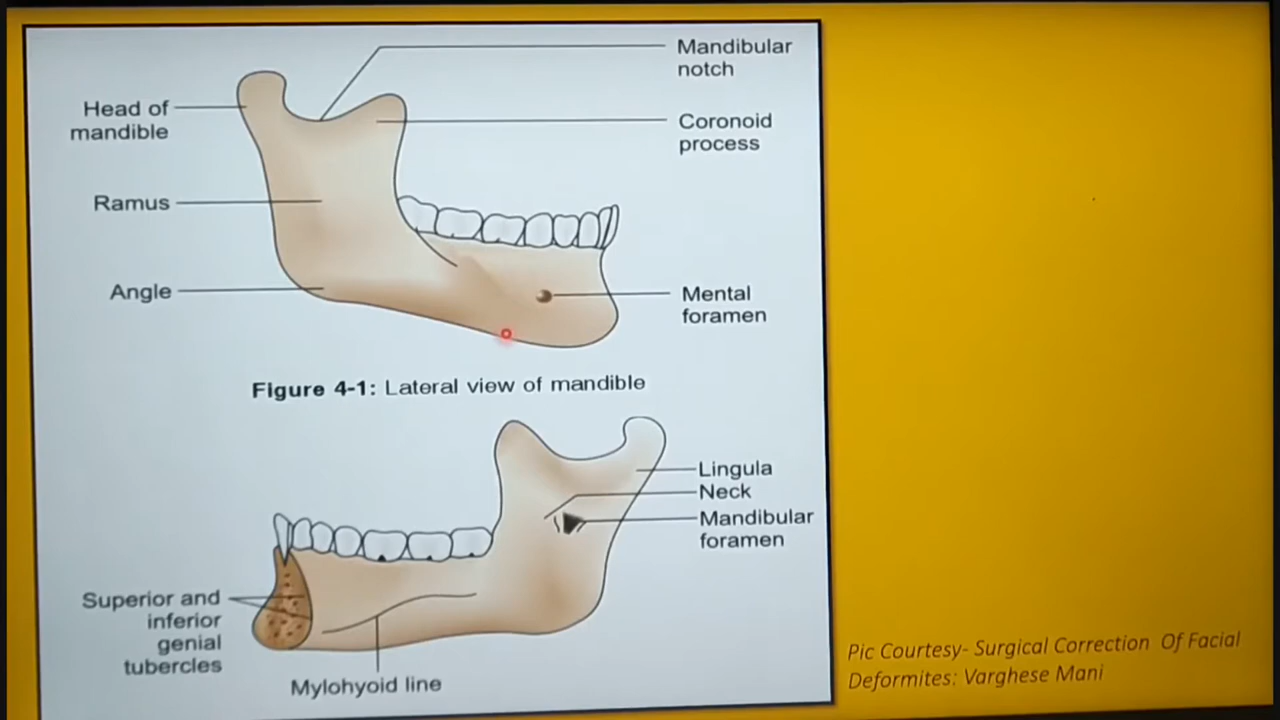 Mandibular
notch
Head of
mandible
Coronoid
process
Ramus
Angle
Mental
foramen
Figure 4-1: Lateral view of mandible
Lingula
Neck
Mandibular
foramen
Superior and
inferior
genial
tubercles
Mylohyoid line
Pic Courtesy- Surgical Correction Of Facial
Deformites: Varghese Mani